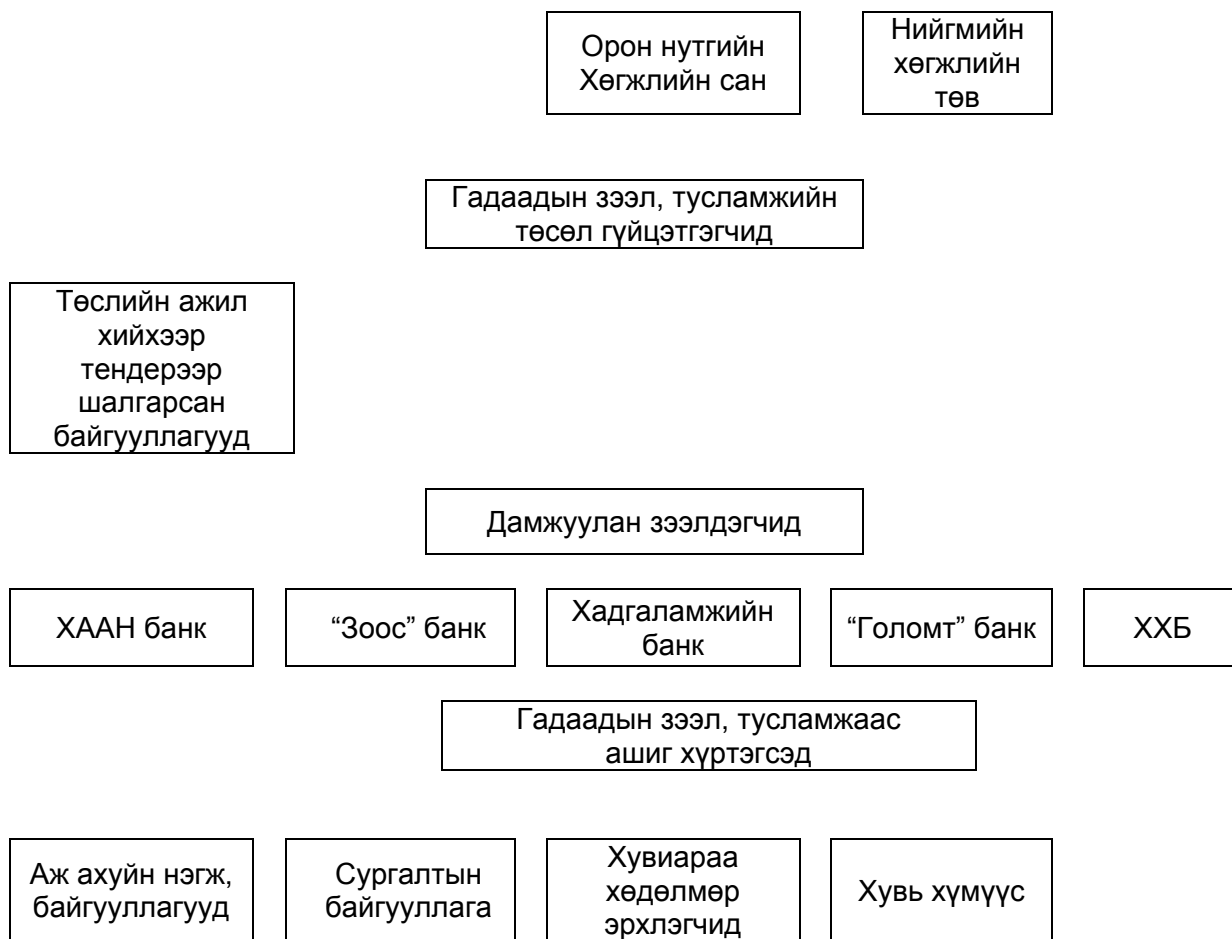 Орон нутгийн
Хөгжлийн сан
Нийгмийн
хөгжлийн
төв
Гадаадын зээл, тусламжийн
төсөл гүйцэтгэгчид
Төслийн ажил
хийхээр
тендерээр
шалгарсан
байгууллагууд
Дамжуулан зээлдэгчид
ХААН банк
“Зоос” банк
Хадгаламжийн
банк
“Голомт” банк
ХХБ
Гадаадын зээл, тусламжаас
ашиг хүртэгсэд
Аж ахуйн нэгж,
байгууллагууд
Сургалтын
байгууллага
Хувиараа
хөдөлмөр
эрхлэгчид
Хувь хүмүүс